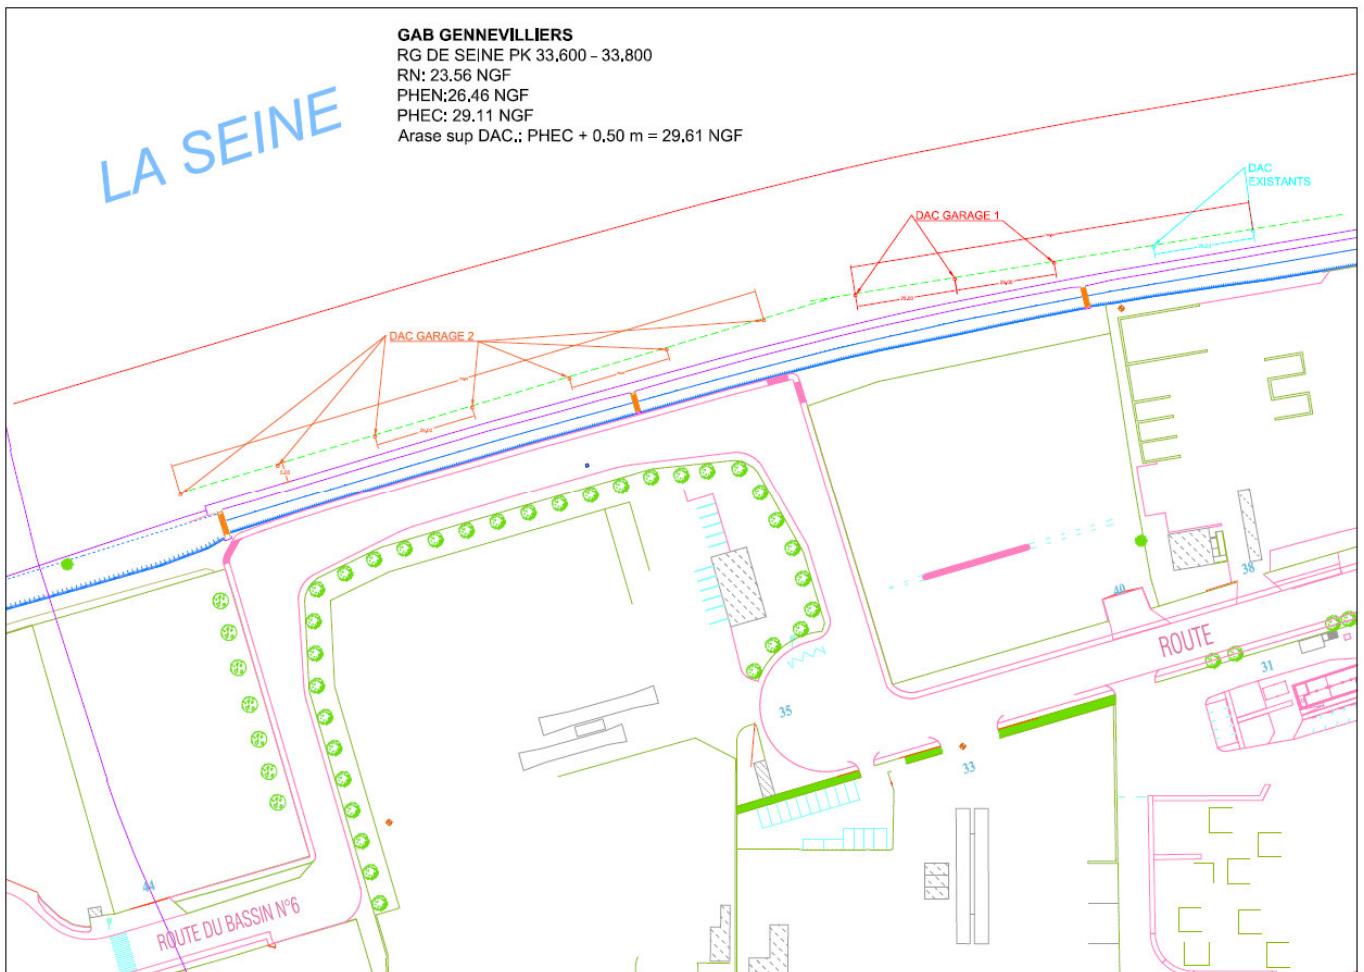 GAB GENNEVILLIERS
RG DE SEINE PK 33.600 - 33.800
RN: 23.56 NGF
PHEN:26.46 NGF
PHEC: 29.11 NGF
Arase sup DAC.: PHEC + 0.50 m = 29.61 NGF
LA SEINE
DAC
EXISTANTS
DAC GARAGE 1
DAC GARAGE 2
40
38
ROUTE
31
35
33
44
ROUTE DU BASSIN N°6